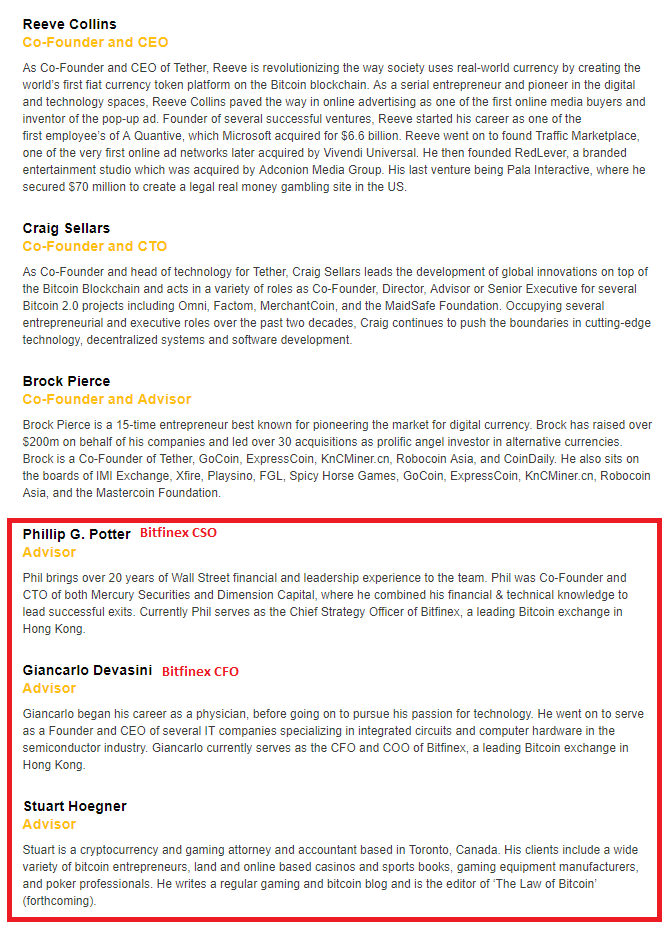 Reeve Collins
Co-Founder and CEO
As Co-Founder and CEO of Tether, Reeve is revolutionizing the way society uses real-world currency by creating the
world's first fiat currency token platform on the Bitcoin blockchain. As a serial entrepreneur and pioneer in the digital
and technology spaces, Reeve Collins paved the way in online advertising as one of the first online media buyers and
inventor of the pop-up ad. Founder of several successful ventures, Reeve started his career as one of the
first employee's of A Quantive, which Microsoft acquired for $6.6 billion. Reeve went on to found Traffic Marketplace,
one of the very first online ad networks later acquired by Vivendi Universal. He then founded RedLever, a branded
entertainment studio which was acquired by Adconion Media Group. His last venture being Pala Interactive, where he
secured $70 million to create a legal real money gambling site in the US.
Craig Sellars
Co-Founder and CTO
As Co-Founder and head of technology for Tether, Craig Sellars leads the development of global innovations on top of
the Bitcoin Blockchain and acts in a variety of roles as Co-Founder, Director, Advisor or Senior Executive for several
Bitcoin 2.0 projects including Omni, Factom, MerchantCoin, and the MaidSafe Foundation. Occupying several
entrepreneurial and executive roles over the past two decades, Craig continues to push the boundaries in cutting-edge
technology, decentralized systems and software development.
Brock Pierce
Co-Founder and Advisor
Brock Pierce is a 15-time entrepreneur best known for pioneering the market for digital currency. Brock has raised over
$200m on behalf of his companies and led over 30 acquisitions as prolific angel investor in alternative currencies.
Brock is a Co-Founder of Tether, GoCoin, ExpressCoin, KnCMiner.cn, Robocoin Asia, and CoinDaily. He also sits on
the boards of IMI Exchange, Xfire, Playsino, FGL, Spicy Horse Games, GoCoin, ExpressCoin, KnCMiner.cn, Robocoin
Asia, and the Mastercoin Foundation.
Phillip G. Potter Bitfinex CSO
Advisor
Phil brings over 20 years of Wall Street financial and leadership experience to the team. Phil was Co-Founder and
CTO of both Mercury Securities and Dimension Capital, where he combined his financial & technical knowledge to
lead successful exits. Currently Phil serves as the Chief Strategy Officer of Bitfinex, a leading Bitcoin exchange in
Hong Kong.
Giancarlo Devasini Bitfinex CFO
Advisor
Giancarlo began his career as a physician, before going on to pursue his passion for technology. He went on to serve
as a Founder and CEO of several IT companies specializing in integrated circuits and computer hardware in the
semiconductor industry. Giancarlo currently serves as the CFO and COO of Bitfinex, a leading Bitcoin exchange in
Hong Kong.
Stuart Hoegner
Advisor
Stuart is a cryptocurrency and gaming attorney and accountant based in Toronto, Canada. His clients include a wide
variety of bitcoin entrepreneurs, land and online based casinos and sports books, gaming equipment manufacturers,
and poker professionals. He writes a regular gaming and bitcoin blog and is the editor of 'The Law of Bitcoin'
(forthcoming).